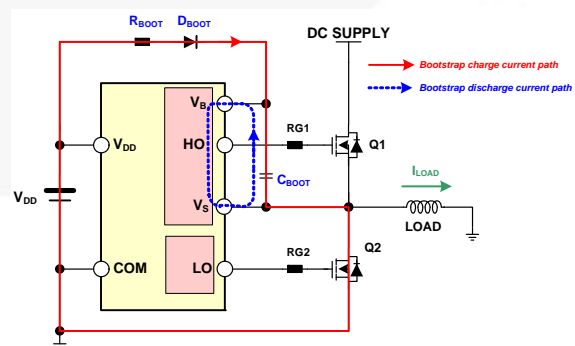 RBOOT DBOOT
DC SUPPLY
Bootstrap charge current path
Bootstrap discharge current path
VB
VDD
HO
RG1
Q1
ILOAD
CBOOT
VDD
VS
LOAD
Q2
COM
LO
RG2